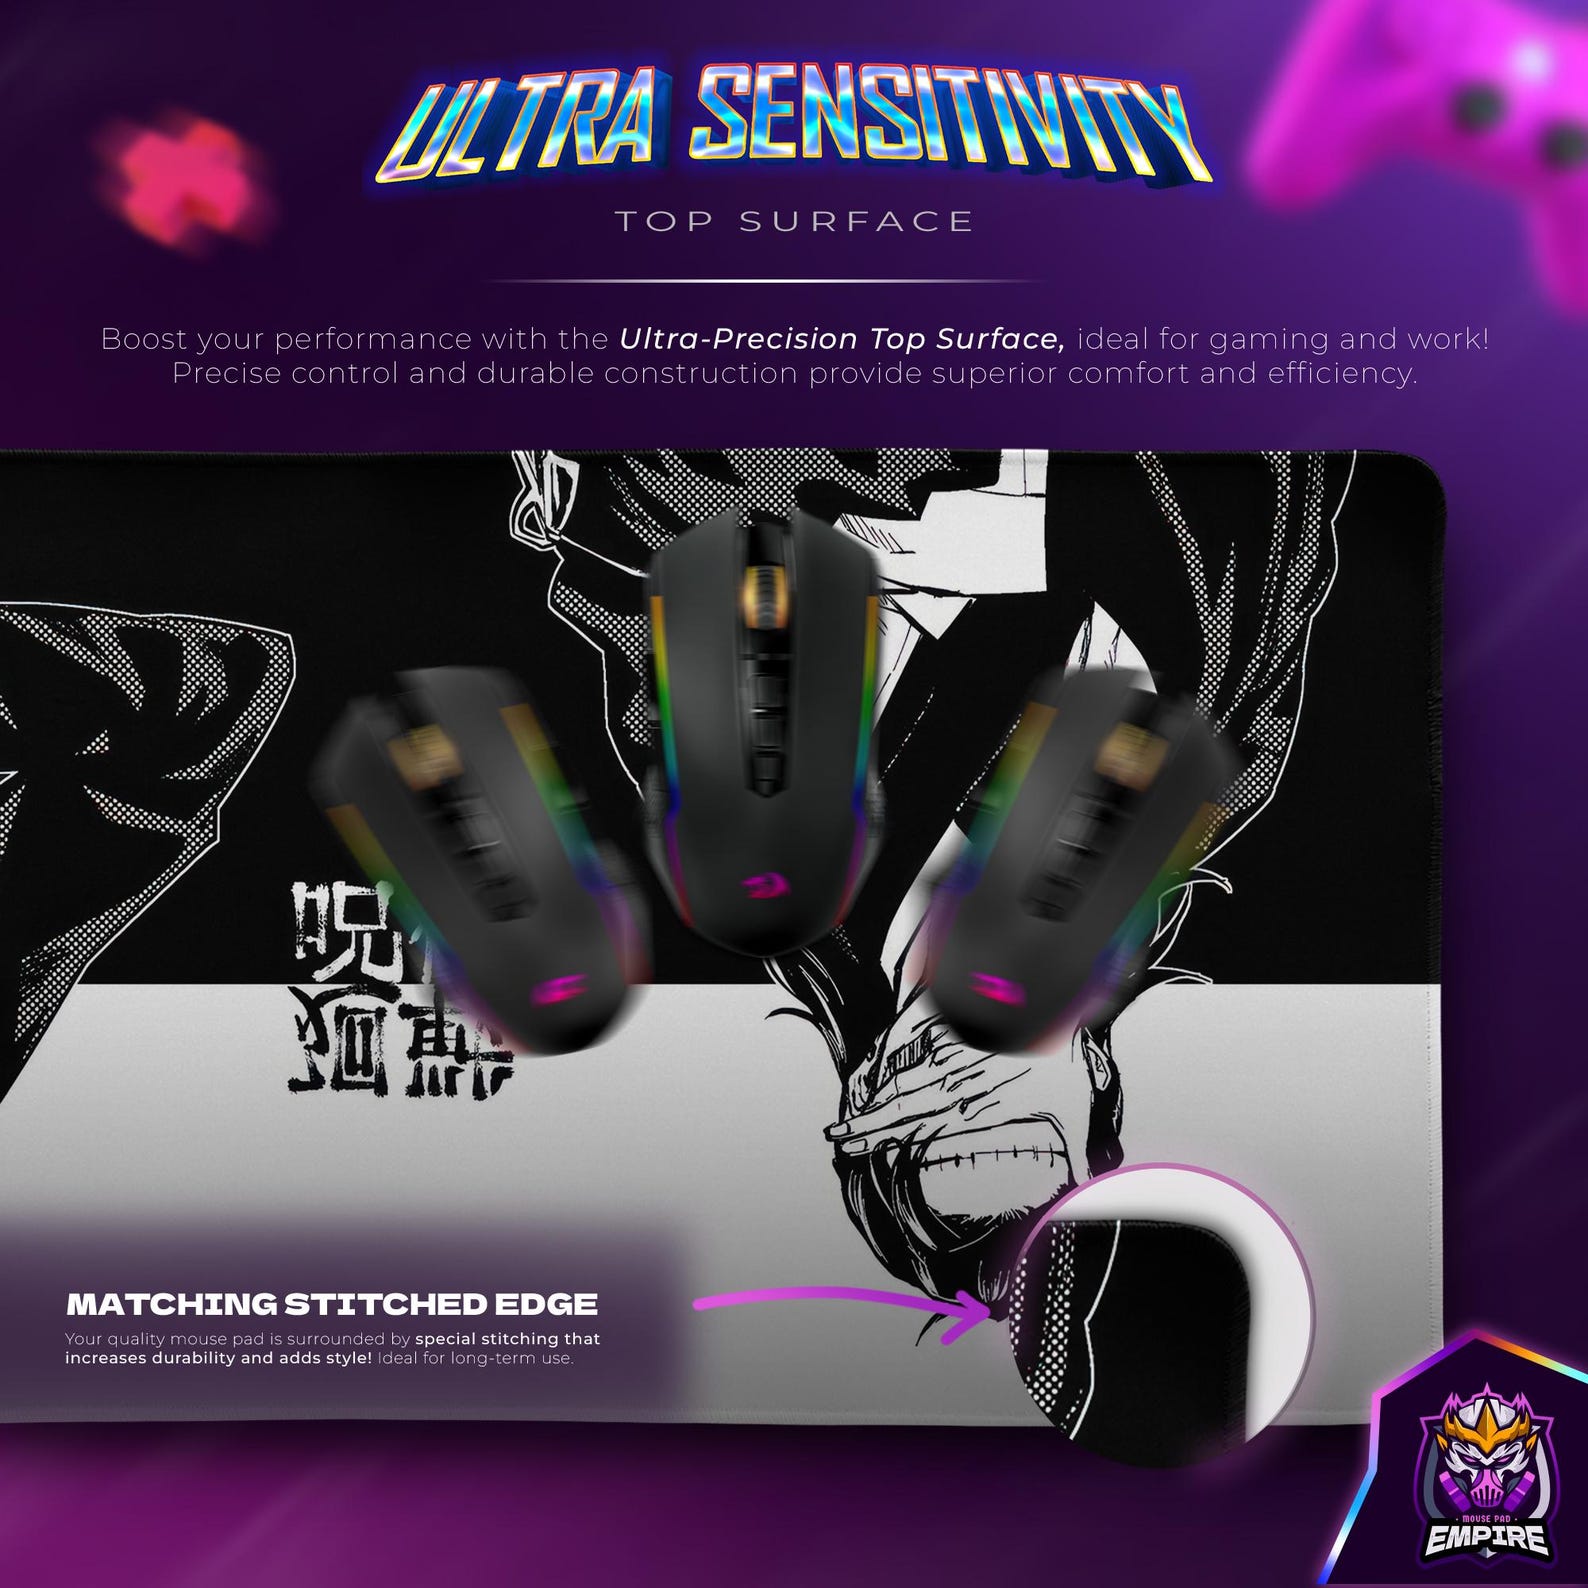 ULTRA SENSITIVITY
TOP SURFACE
Boost your performance with the Ultra-Precision Top Surface, ideal for gaming and work!
Precise control and durable construction provide superior comfort and efficiency.
呪
MATCHING STITCHED EDGE
Your quality mouse pad is surrounded by special stitching that
increases durability and adds style! Ideal for long-term use.
MOUSE PAD
EMPIRE